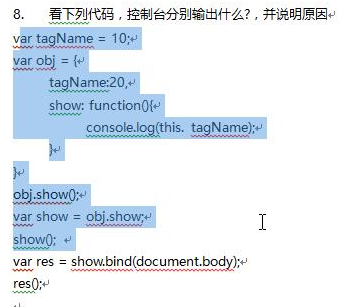 8. 看下列代码，控制台分别输出什么?，并说明原因
var tagName = 10;
var obj = {
tagName:20,
show: function(){
console.log(this. tagName);
}
}
obj.show();
var show = obj.show;
show();
var res = show.bind(document.body);
res();